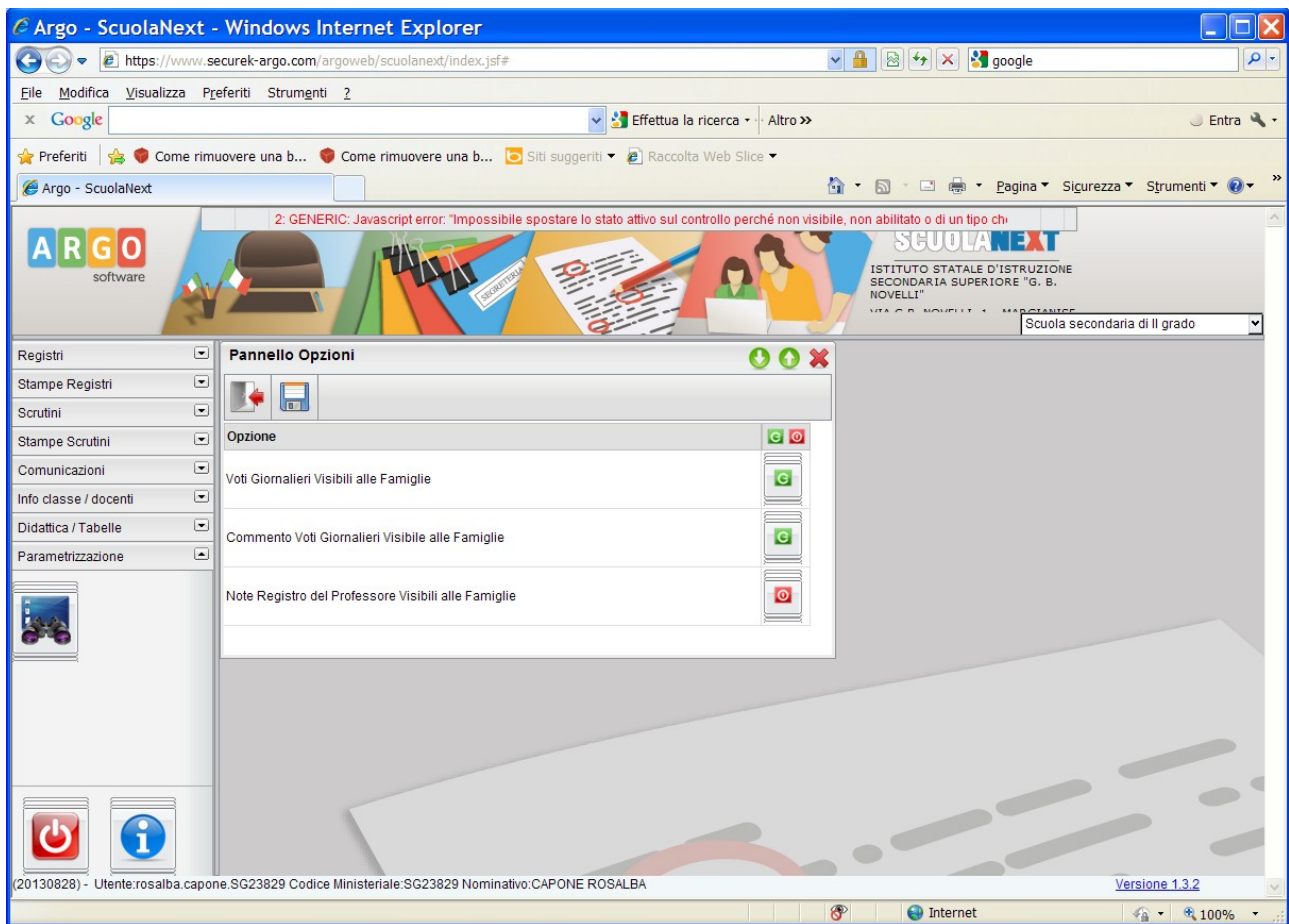 Argo - ScuolaNext - Windows Internet Explorer
https://www.securek-argo.com/argoweb/scuolanext/index.jsf#
google
File Modifica Visualizza Preferiti Strumenti ?
x Google Effettua la ricerca Altro >> Entra
Preferiti Come rimuovere una b... Come rimuovere una b... Siti suggeriti Raccolta Web Slice
Argo - ScuolaNext Pagina Sicurezza Strumenti ? »
2: GENERIC: Javascript error: "Impossibile spostare lo stato attivo sul controllo perché non visibile, non abilitato o di un tipo che
ARGO
software
SEGRETERIA
SCUOLANEXT
ISTITUTO STATALE D'ISTRUZIONE
SECONDARIA SUPERIORE "G. B.
NOVELLI"
VIA G.B. NOVELLI, 1 MARCIANISE
Scuola secondaria di II grado
Registri
Stampe Registri
Scrutini
Stampe Scrutini
Comunicazioni
Info classe / docenti
Didattica / Tabelle
Parametrizzazione
Pannello Opzioni
Opzione
Voti Giornalieri Visibili alle Famiglie
Commento Voti Giornalieri Visibile alle Famiglie
Note Registro del Professore Visibili alle Famiglie
(20130828) - Utente:rosalba.capone.SG23829 Codice Ministeriale:SG23829 Nominativo:CAPONE ROSALBA
Versione 1.3.2
Internet 100%